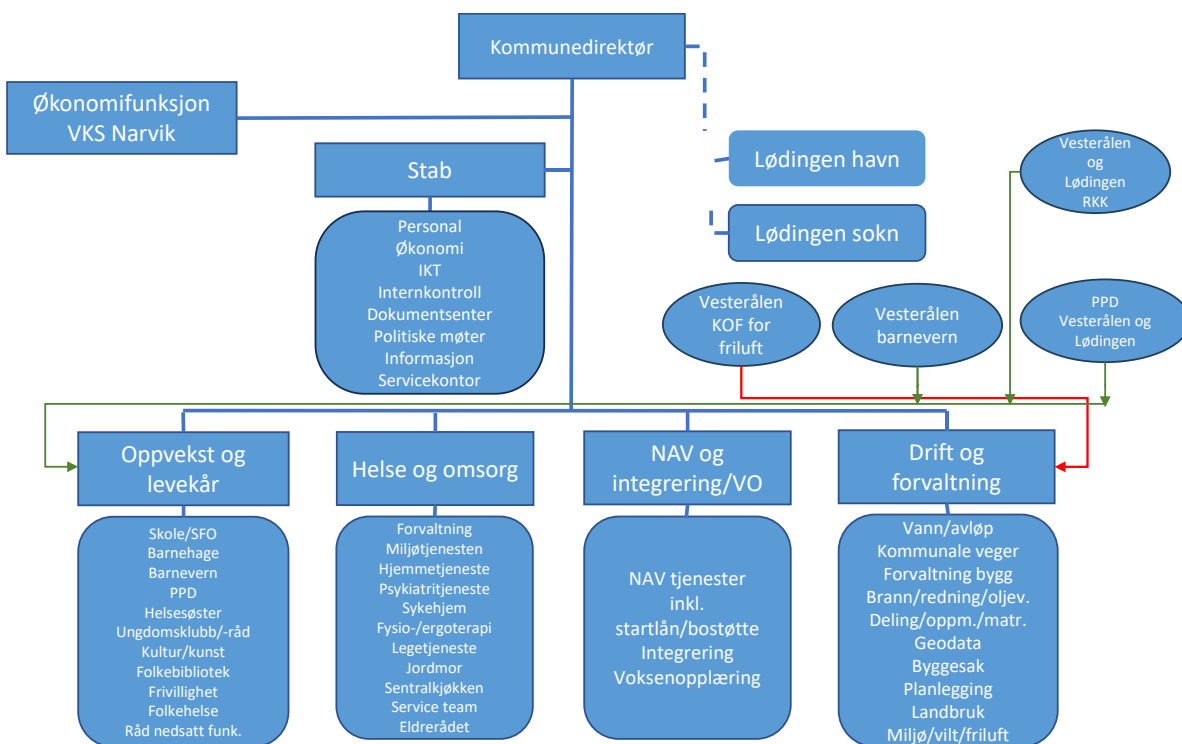 Kommunedirektør
Økonomifunksjon
VKS Narvik
Stab
Lødingen havn
Vesterålen
og
Lødingen
RKK
Lødingen sokn
Personal
Økonomi
IKT
Internkontroll
Dokumentsenter
Politiske møter
Informasjon
Servicekontor
Vesterålen
KOF for
friluft
Vesterålen
barnevern
PPD
Vesterålen og
Lødingen
Oppvekst og
levekår
Helse og omsorg
NAV og
integrering/VO
Drift og
forvaltning
Skole/SFO
Barnehage
Barnevern
PPD
Helsesøster
Ungdomsklubb/-råd
Kultur/kunst
Folkebibliotek
Frivillighet
Folkehelse
Råd nedsatt funk.
Forvaltning
Miljøtjenesten
Hjemmetjeneste
Psykiatritjeneste
Sykehjem
Fysio-/ergoterapi
Legetjeneste
Jordmor
Sentralkjøkken
Service team
Eldrerådet
NAV tjenester
inkl.
startlån/bostøtte
Integrering
Voksenopplæring
Vann/avløp
Kommunale veger
Forvaltning bygg
Brann/redning/oljev.
Deling/oppm./matr.
Geodata
Byggesak
Planlegging
Landbruk
Miljø/vilt/friluft